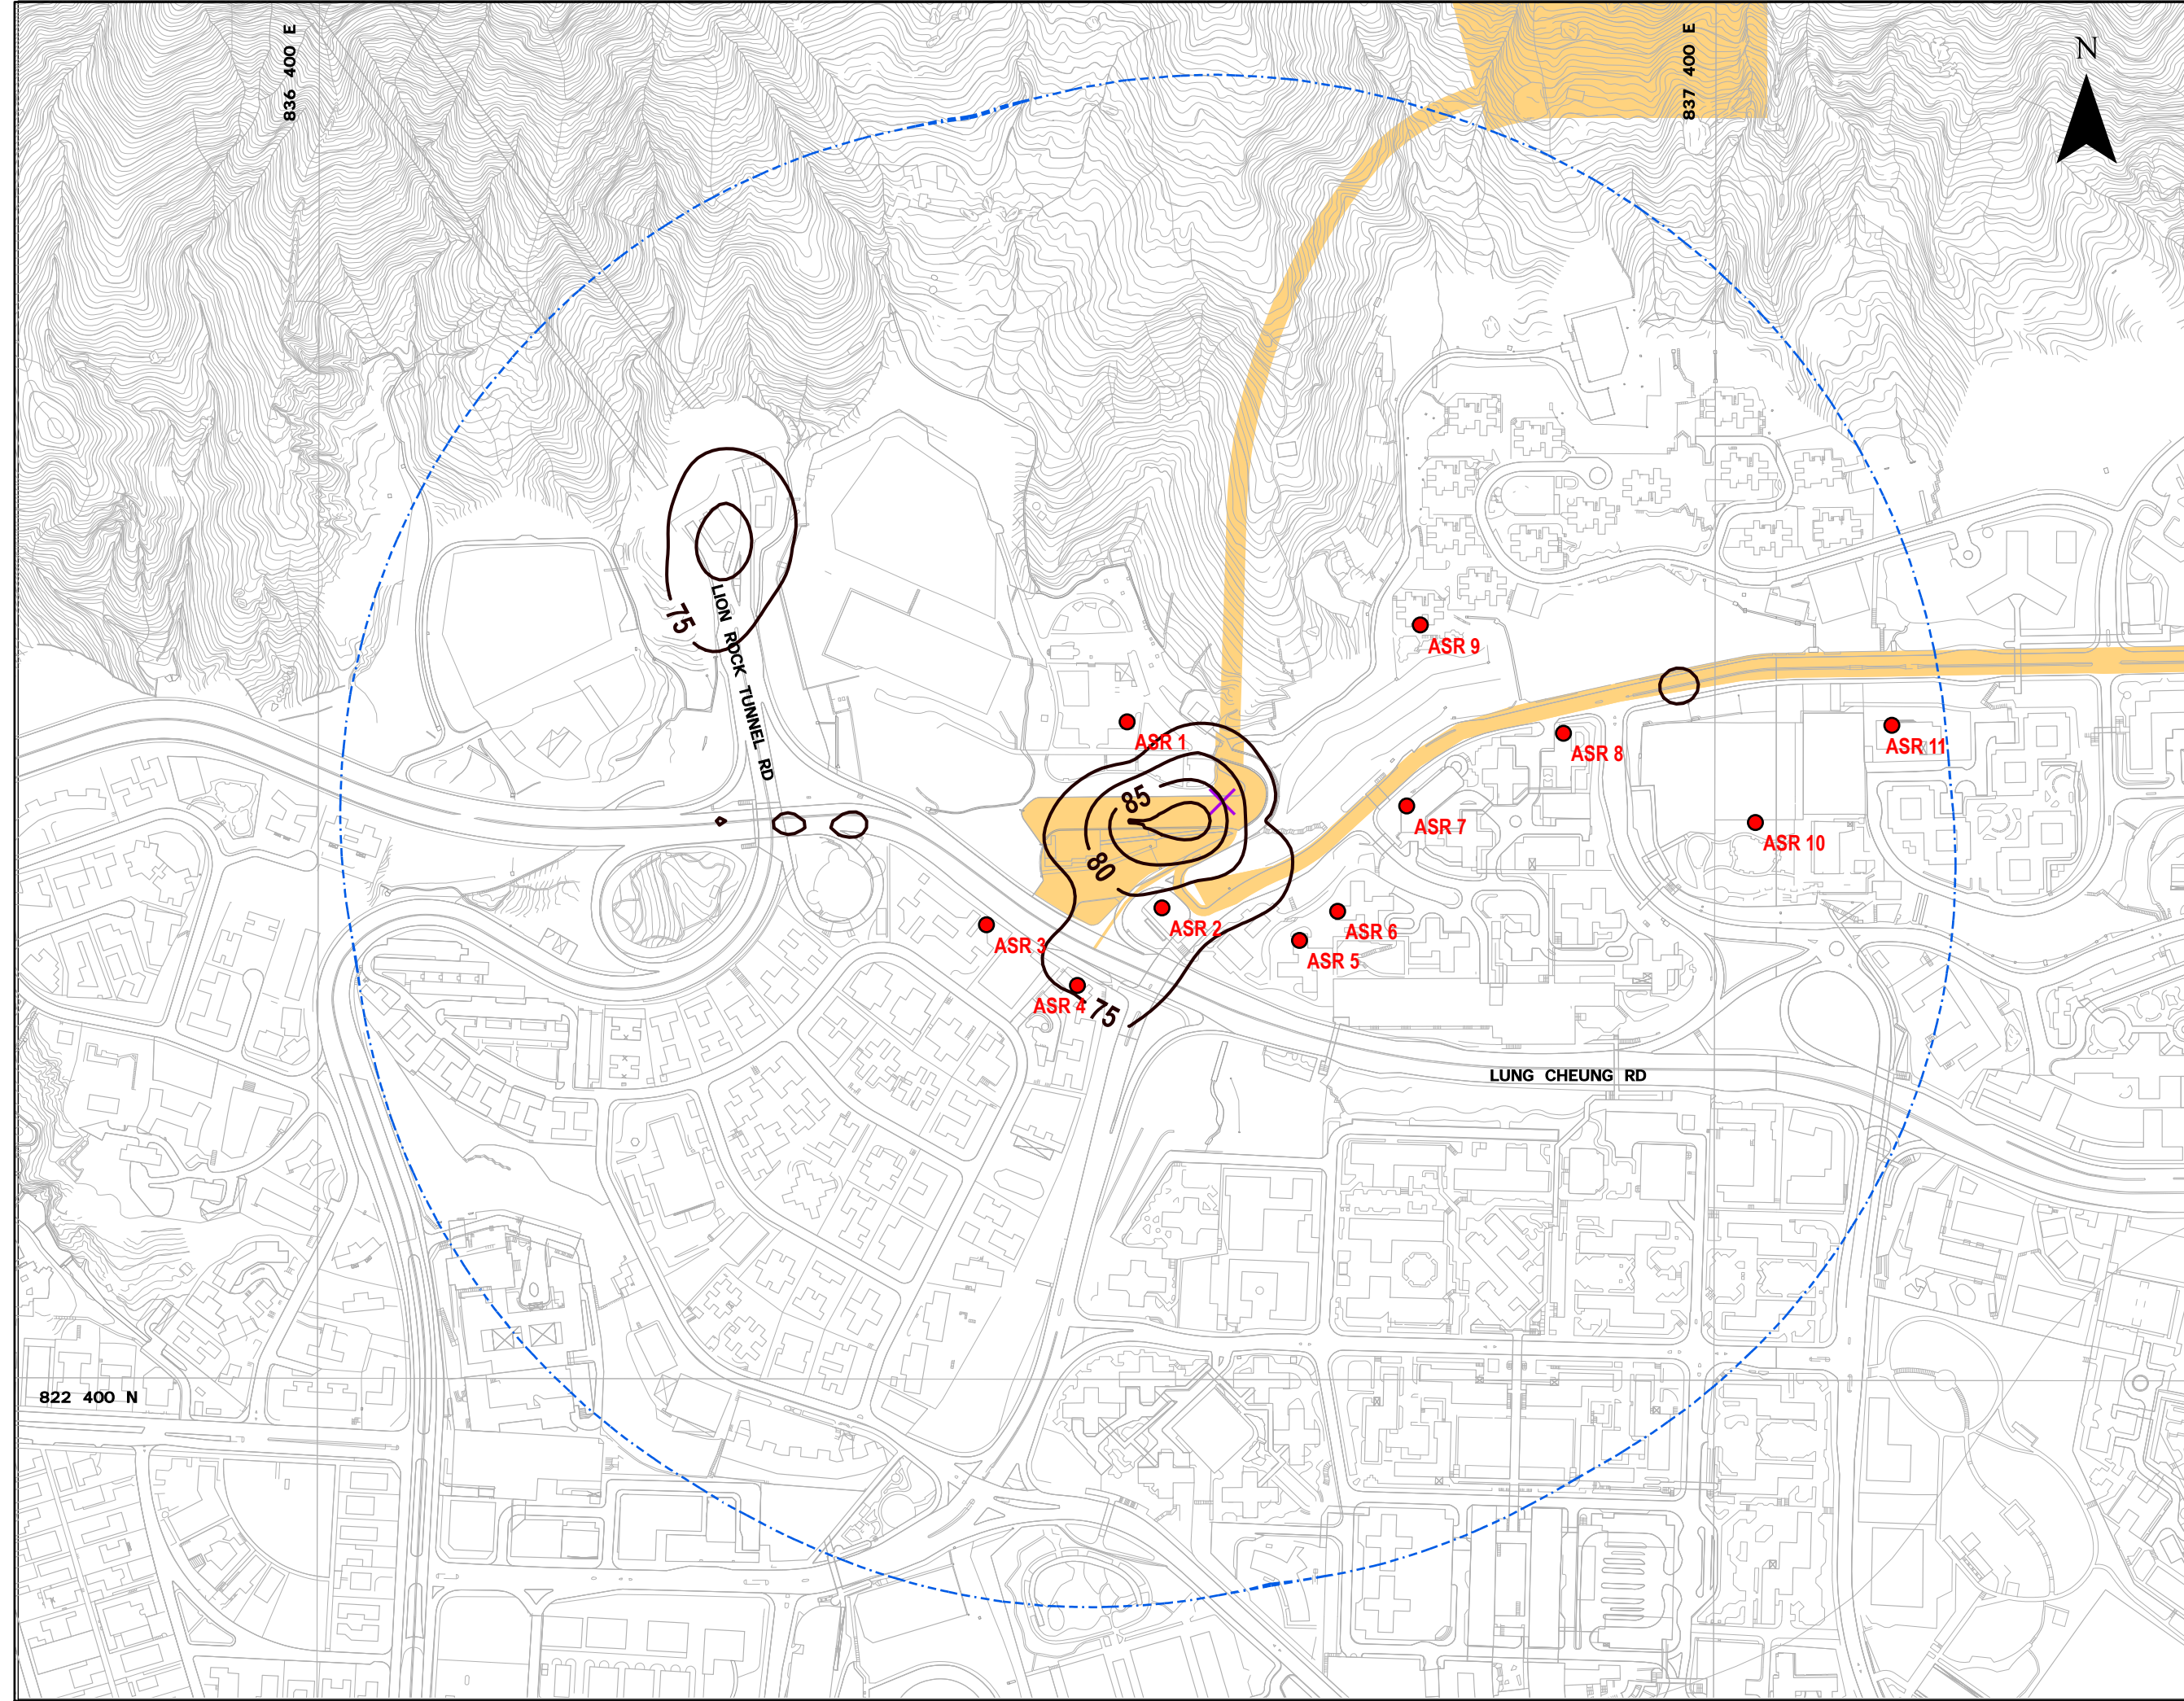 836 400 E
837 400 E
N
LION ROCK TUNNEL RD
75
ASR 9
ASR 1
ASR 8
ASR 11
85
ASR 7
ASR 10
80
ASR 2
ASR 6
ASR 3
ASR 5
ASR 4
75
LUNG CHEUNG RD
822 400 N